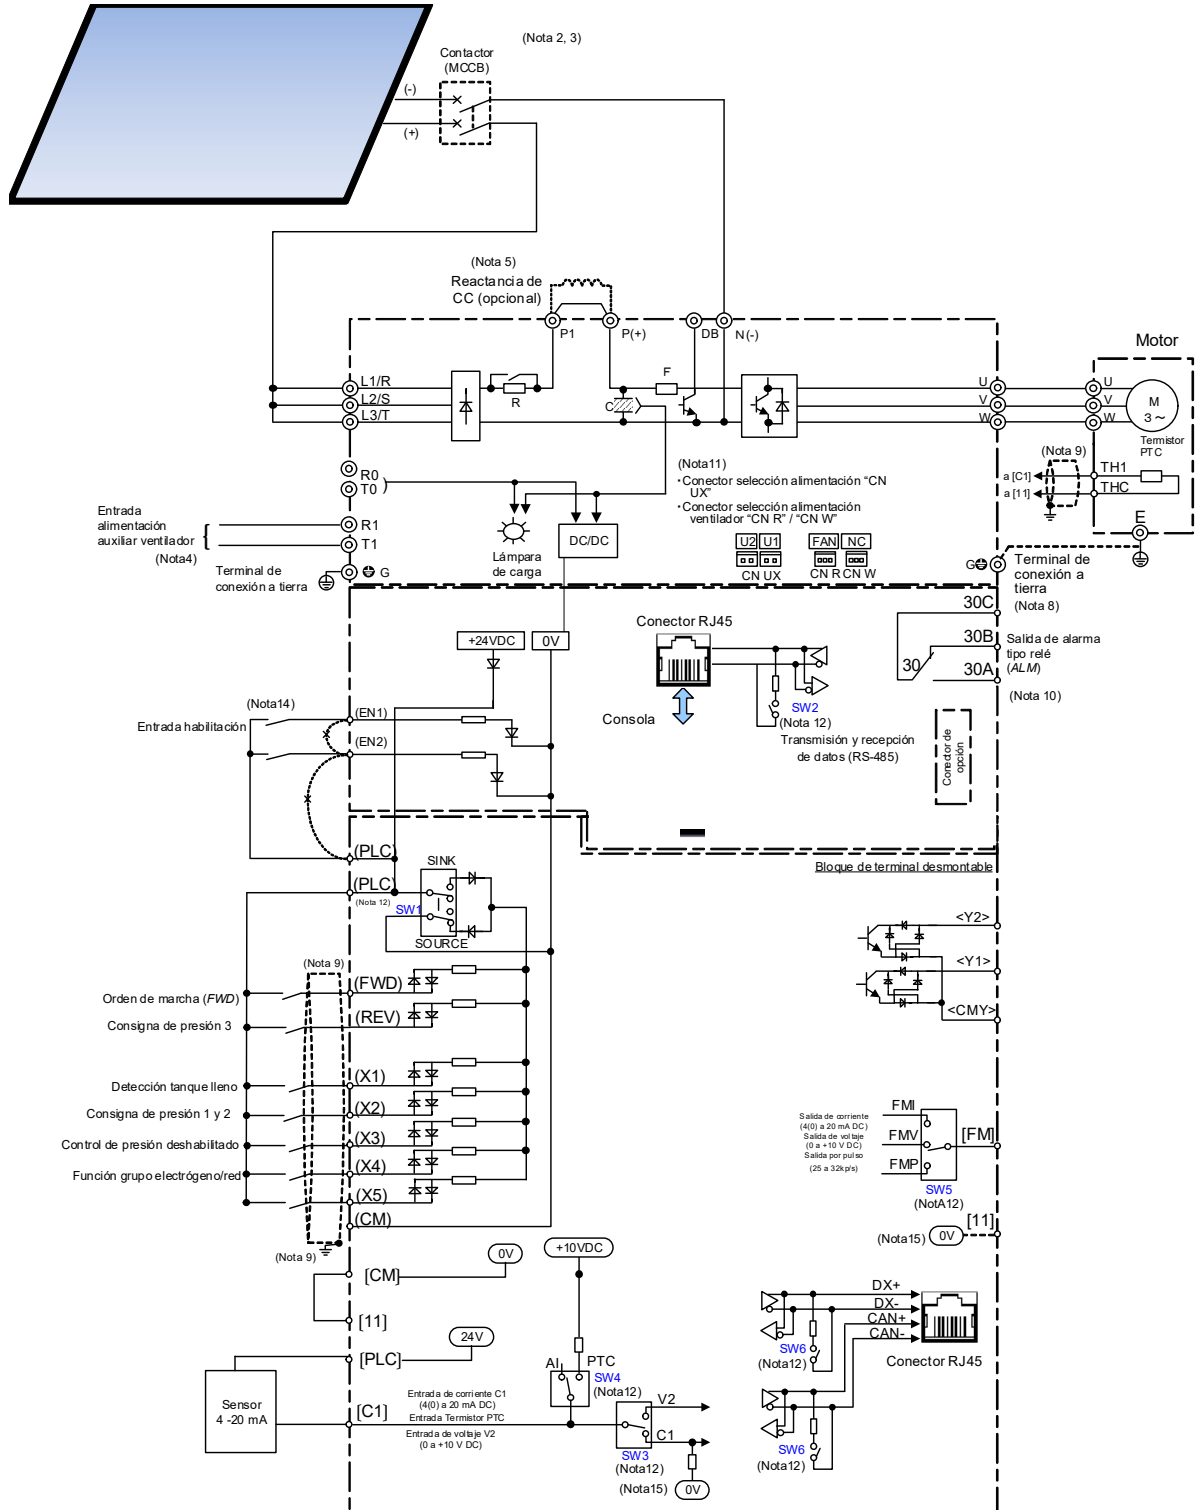 (Nota 2, 3)
Contactor
(MCCB)
(-)
(+)
(Nota 5)
Reactancia de
CC (opcional)
P1
P(+)
DB
N(-)
Motor
L1/R
L2/S
L3/T
R
F
C
U
V
W
U
V
W
M
3 ~
Termistor
PTC
(Nota 9)
a [C1]
a [11]
TH1
THC
E
R0
T0
(Nota11)
·Conector selección alimentación “CN
UX”
·Conector selección alimentación
ventilador “CN R” / “CN W”
U2
U1
FAN
NC
CN UX
CN R
CN W
Entrada
alimentación
auxiliar ventilador
(Nota4)
R1
T1
Lámpara
de carga
DC/DC
Terminal de
conexión a tierra
G
G
Terminal de
conexión a
tierra
(Nota 8)
30C
30B
30
30A
Salida de alarma
tipo relé
(ALM)
(Nota 10)
+24VDC
0V
Conector RJ45
Consola
SW2
(Nota 12)
Transmisión y recepción
de datos (RS-485)
Conector de
opción
(Nota14)
Entrada habilitación
(EN1)
(EN2)
(PLC)
(PLC)
(Nota 12)
SINK
SW1
SOURCE
Bloque de terminal desmontable
<Y2>
<Y1>
<CMY>
(Nota 9)
Orden de marcha (FWD)
(FWD)
Consigna de presión 3
(REV)
Detección tanque lleno
(X1)
Consigna de presión 1 y 2
(X2)
Control de presión deshabilitado
(X3)
Función grupo electrógeno/red
(X4)
(X5)
(CM)
(Nota 9)
Salida de corriente
(4(0) a 20 mA DC)
Salida de voltaje
(0 a +10 V DC)
Salida por pulso
(25 a 32kp/s)
FMI
FMV
FMP
[FM]
SW5
(NotA12)
[11]
(Nota15)
0V
[CM]
0V
+10VDC
[11]
[PLC]
24V
AI
PTC
SW4
(Nota12)
Sensor
4 -20 mA
[C1]
Entrada de corriente C1
(4(0) a 20 mA DC)
Entrada Termistor PTC
Entrada de voltaje V2
(0 a +10 V DC)
V2
C1
SW3
(Nota12)
(Nota15)
0V
DX+
DX-
CAN+
CAN-
SW6
(Nota12)
Conector RJ45
SW6
(Nota12)